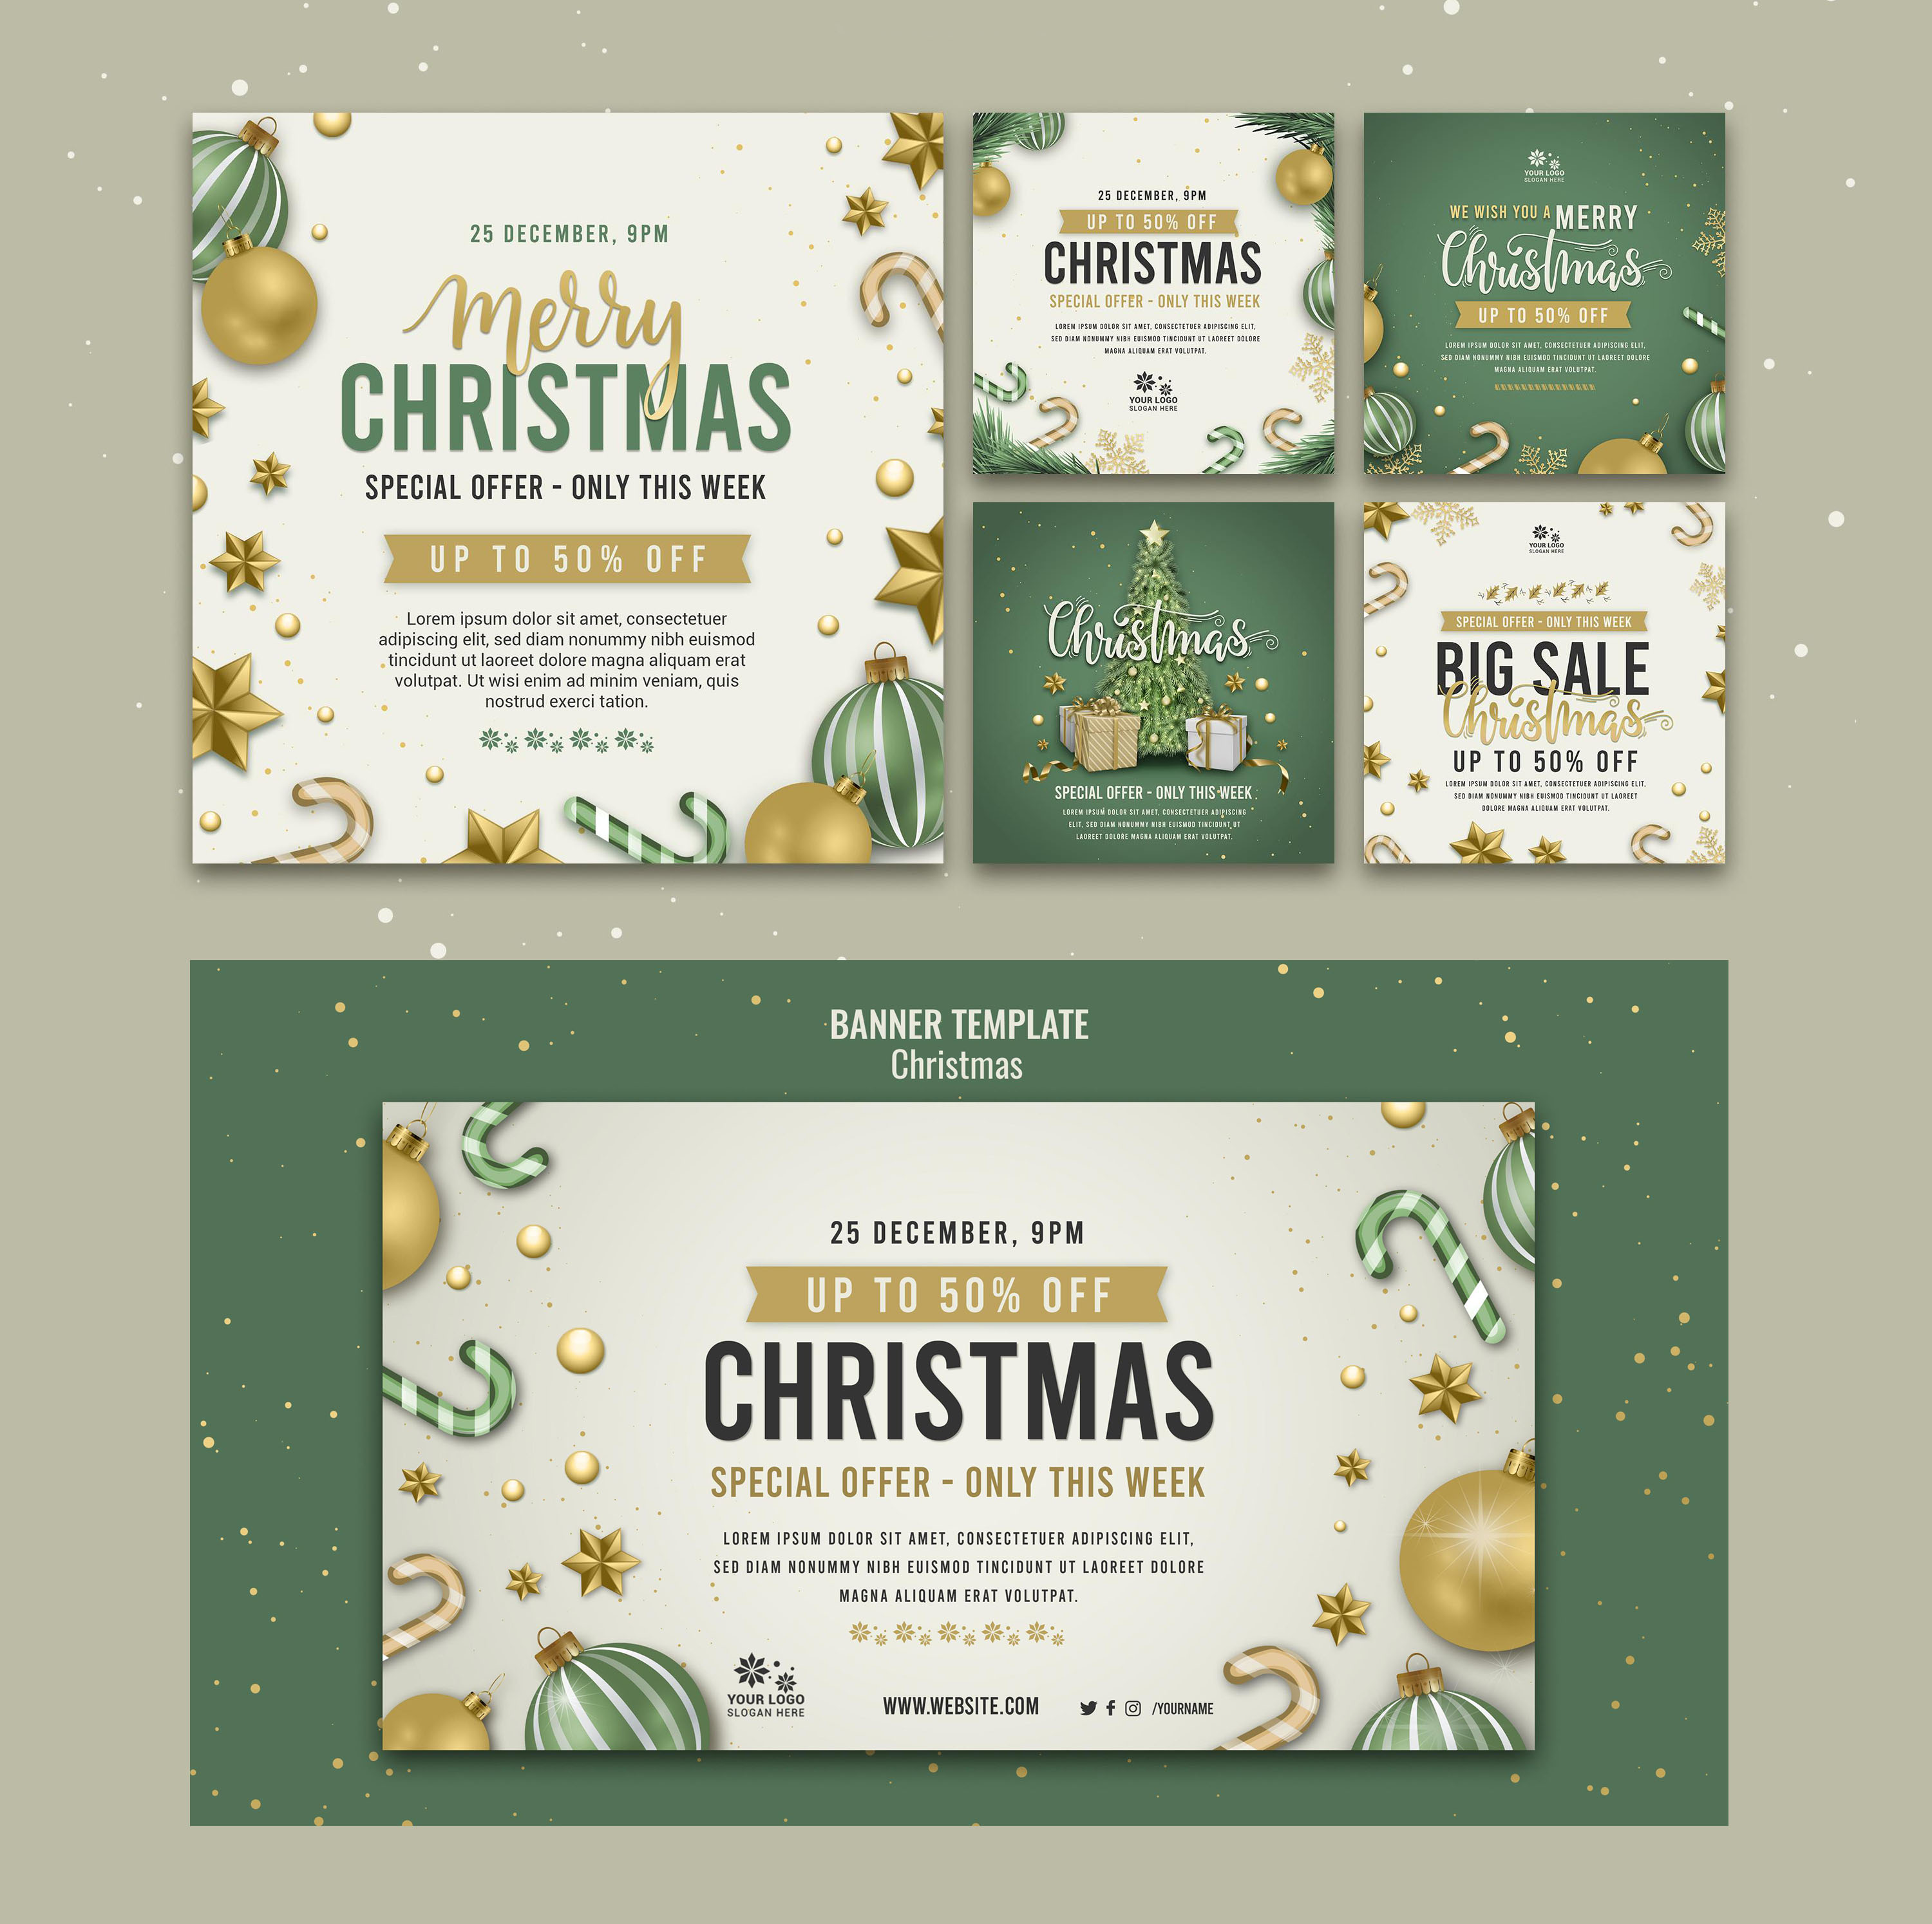 25 DECEMBER, 9PM
Merry
CHRISTMAS
SPECIAL OFFER - ONLY THIS WEEK
UP TO 50% OFF
Lorem ipsum dolor sit amet, consectetuer
adipiscing elit, sed diam nonummy nibh euismod
tincidunt ut laoreet dolore magna aliquam erat
volutpat. Ut wisi enim ad minim veniam, quis
nostrud exerci tation.
25 DECEMBER, 9PM
UP TO 50% OFF
CHRISTMAS
SPECIAL OFFER - ONLY THIS WEEK
LOREM IPSUM DOLOR SIT AMET, CONSECTETUER ADIPISCING ELIT,
SED DIAM NONUMMY NIBH EUISMOD TINCIDUNT UT LAOREET DOLORE
MAGNA ALIQUAM ERAT VOLUTPAT.
YOUR LOGO
SLOGAN HERE
YOUR LOGO
SLOGAN HERE
WE WISH YOU A MERRY
Christmas
UP TO 50% OFF
LOREM IPSUM DOLOR SIT AMET, CONSECTETUER ADIPISCING ELIT,
SED DIAM NONUMMY NIBH EUISMOD TINCIDUNT UT LAOREET DOLORE
MAGNA ALIQUAM ERAT VOLUTPAT.
Christmas
SPECIAL OFFER - ONLY THIS WEEK
LOREM IPSUM DOLOR SIT AMET, CONSECTETUER ADIPISCING
ELIT, SED DIAM NONUMMY NIBH EUISMOD TINCIDUNT UT
LAOREET DOLORE MAGNA ALIQUAM ERAT VOLUTPAT.
YOUR LOGO
SLOGAN HERE
SPECIAL OFFER - ONLY THIS WEEK
BIG SALE
Christmas
UP TO 50% OFF
LOREM IPSUM DOLOR SIT AMET, CONSECTETUER ADIPISCING ELIT,
SED DIAM NONUMMY NIBH EUISMOD TINCIDUNT UT LAOREET
DOLORE MAGNA ALIQUAM ERAT VOLUTPAT.
BANNER TEMPLATE
Christmas
25 DECEMBER, 9PM
UP TO 50% OFF
CHRISTMAS
SPECIAL OFFER - ONLY THIS WEEK
LOREM IPSUM DOLOR SIT AMET, CONSECTETUER ADIPISCING ELIT,
SED DIAM NONUMMY NIBH EUISMOD TINCIDUNT UT LAOREET DOLORE
MAGNA ALIQUAM ERAT VOLUTPAT.
YOUR LOGO
SLOGAN HERE
WWW.WEBSITE.COM
/YOURNAME